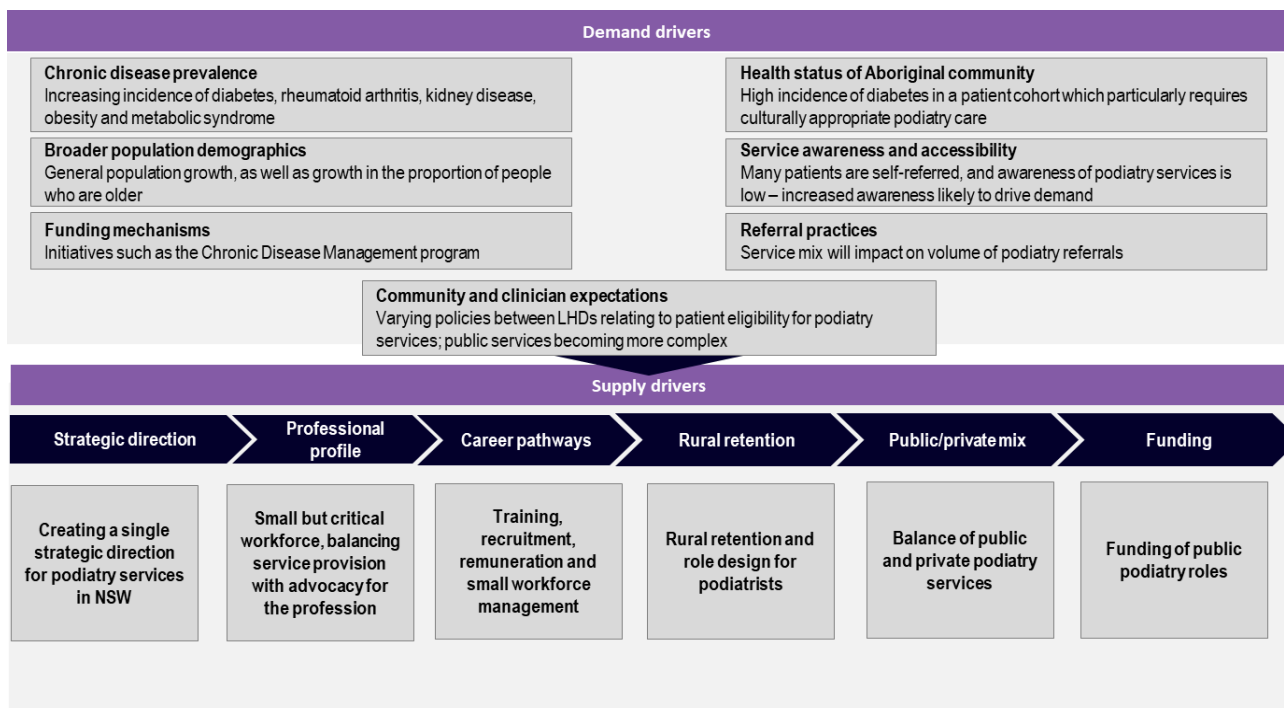 Demand drivers
Chronic disease prevalence
Increasing incidence of diabetes, rheumatoid arthritis, kidney disease,
obesity and metabolic syndrome
Broader population demographics
General population growth, as well as growth in the proportion of people
who are older
Funding mechanisms
Initiatives such as the Chronic Disease Management program
Health status of Aboriginal community
High incidence of diabetes in a patient cohort which particularly requires
culturally appropriate podiatry care
Service awareness and accessibility
Many patients are self-referred, and awareness of podiatry services is
low – increased awareness likely to drive demand
Referral practices
Service mix will impact on volume of podiatry referrals
Community and clinician expectations
Varying policies between LHDs relating to patient eligibility for podiatry
services; public services becoming more complex
Supply drivers
Strategic direction
Professional
profile
Career pathways
Rural retention
Public/private mix
Funding
Creating a single
strategic direction
for podiatry services
in NSW
Small but critical
workforce, balancing
service provision
with advocacy for
the profession
Training,
recruitment,
remuneration and
small workforce
management
Rural retention and
role design for
podiatrists
Balance of public
and private podiatry
services
Funding of public
podiatry roles